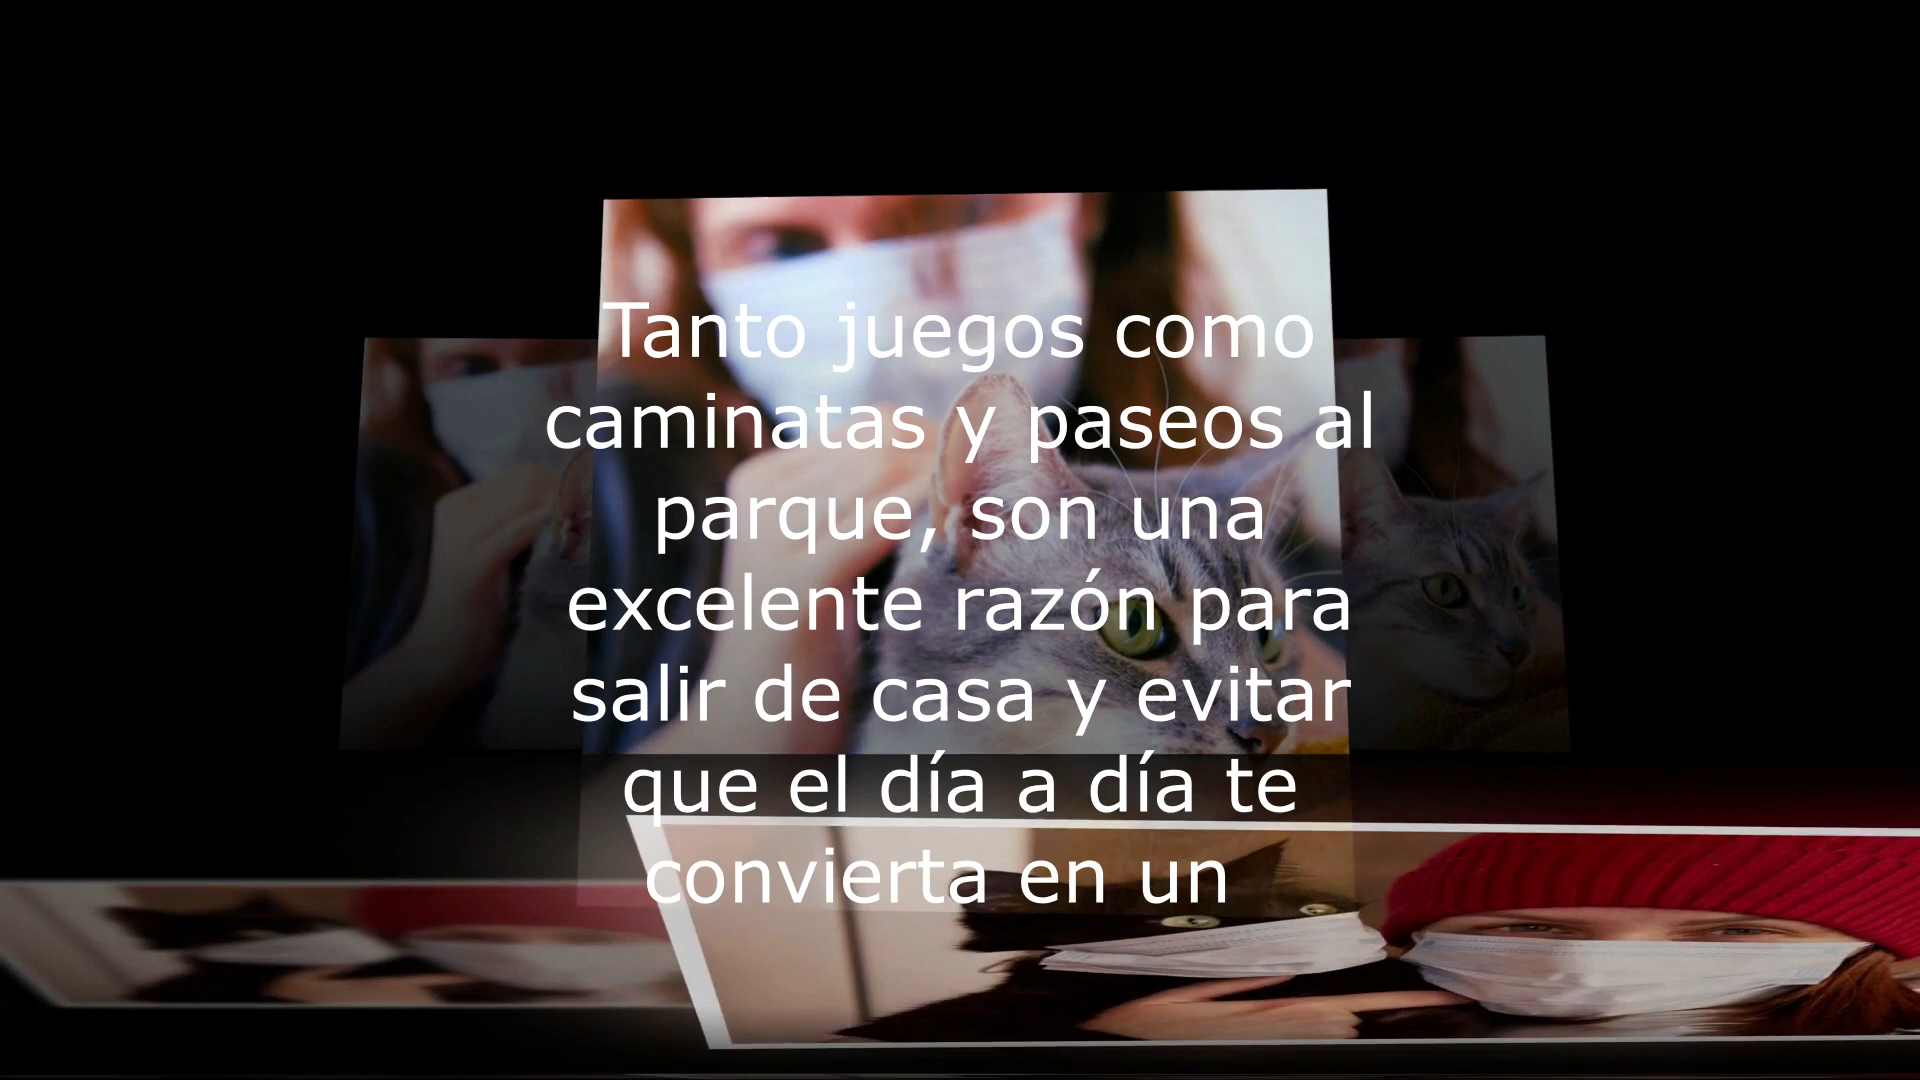 Tanto juegos como
caminatas y paseos al
parque, son una
excelente razón para
salir de casa y evitar
que el día a día te
convierta en un